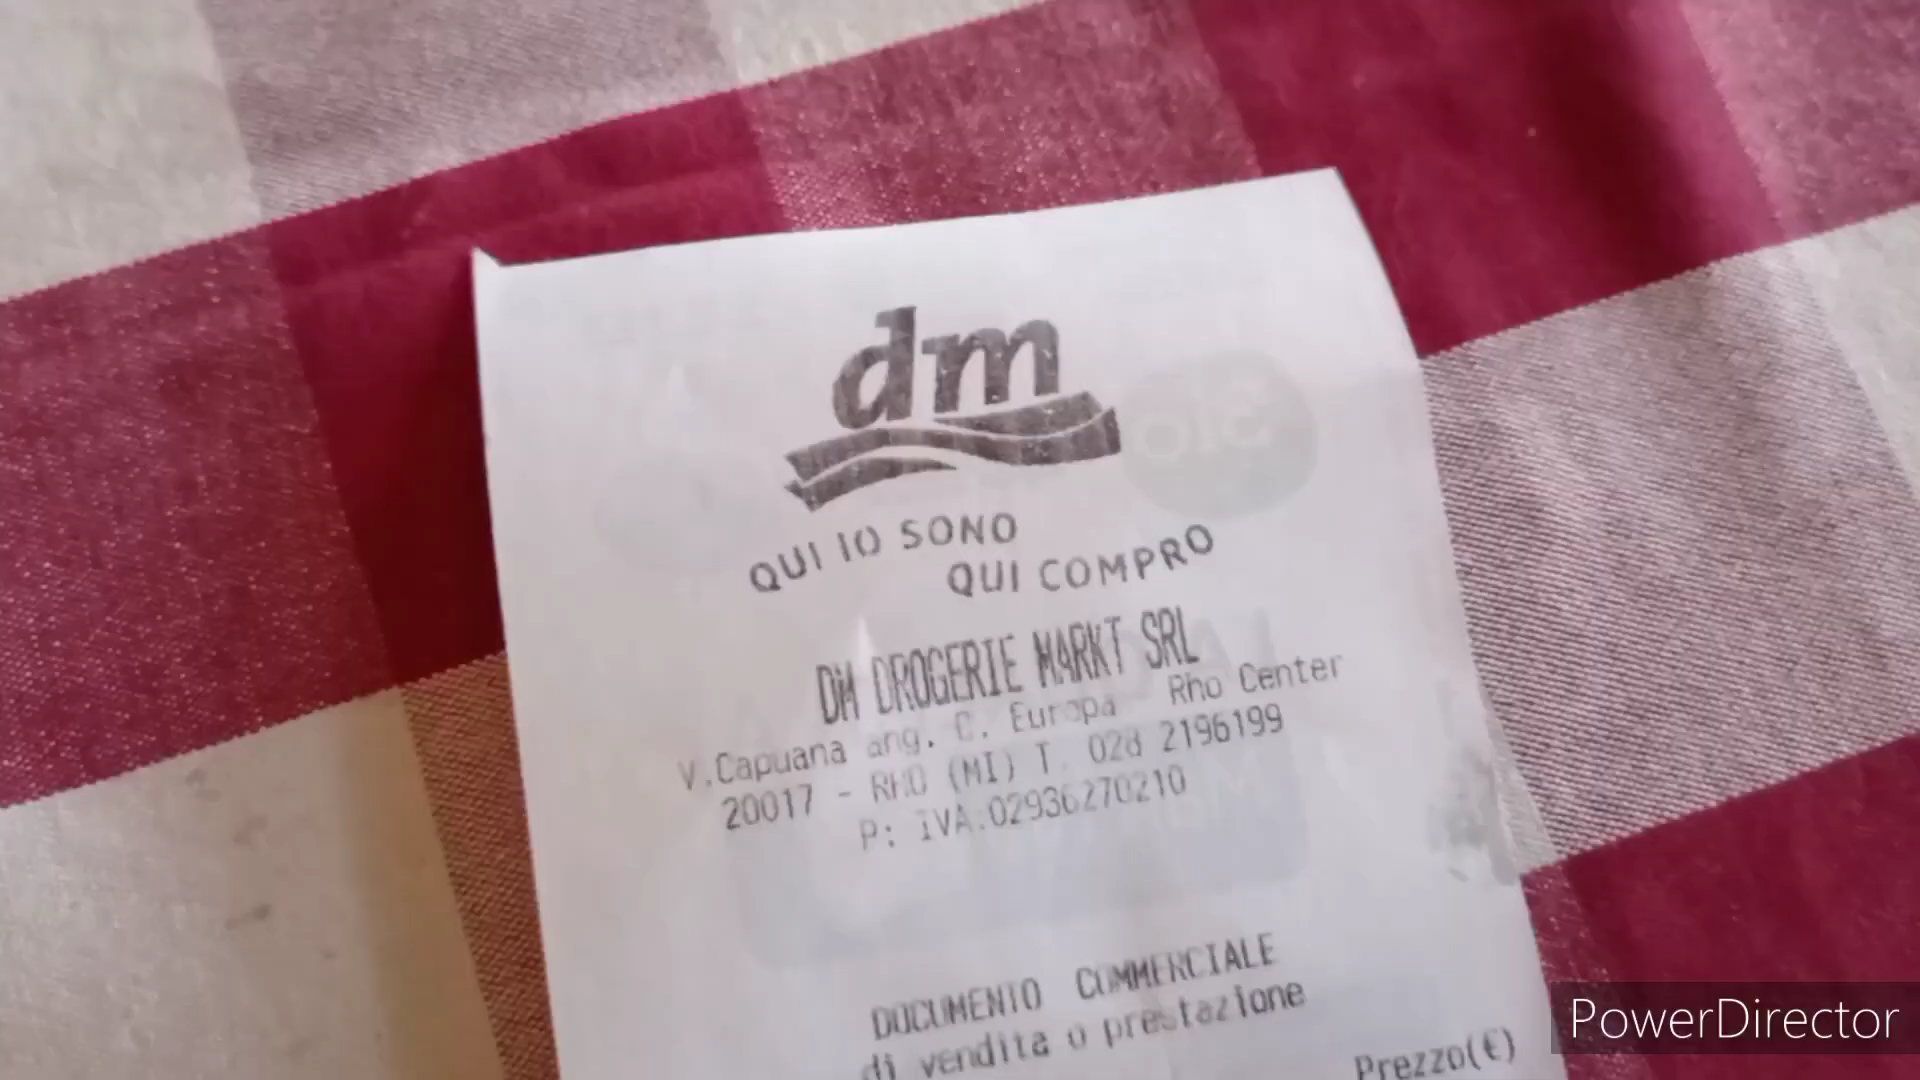 dm
QUI IO SONO
QUI COMPRO
DM DROGERIE MARKT SRL
V.Capuana ang. C. Europa Rho Center
20017 - RHO (MI) T. 028 2196199
P: IVA:02936270210
DOCUMENTO COMMERCIALE
di vendita o prestazione
Prezzo(€)
PowerDirector